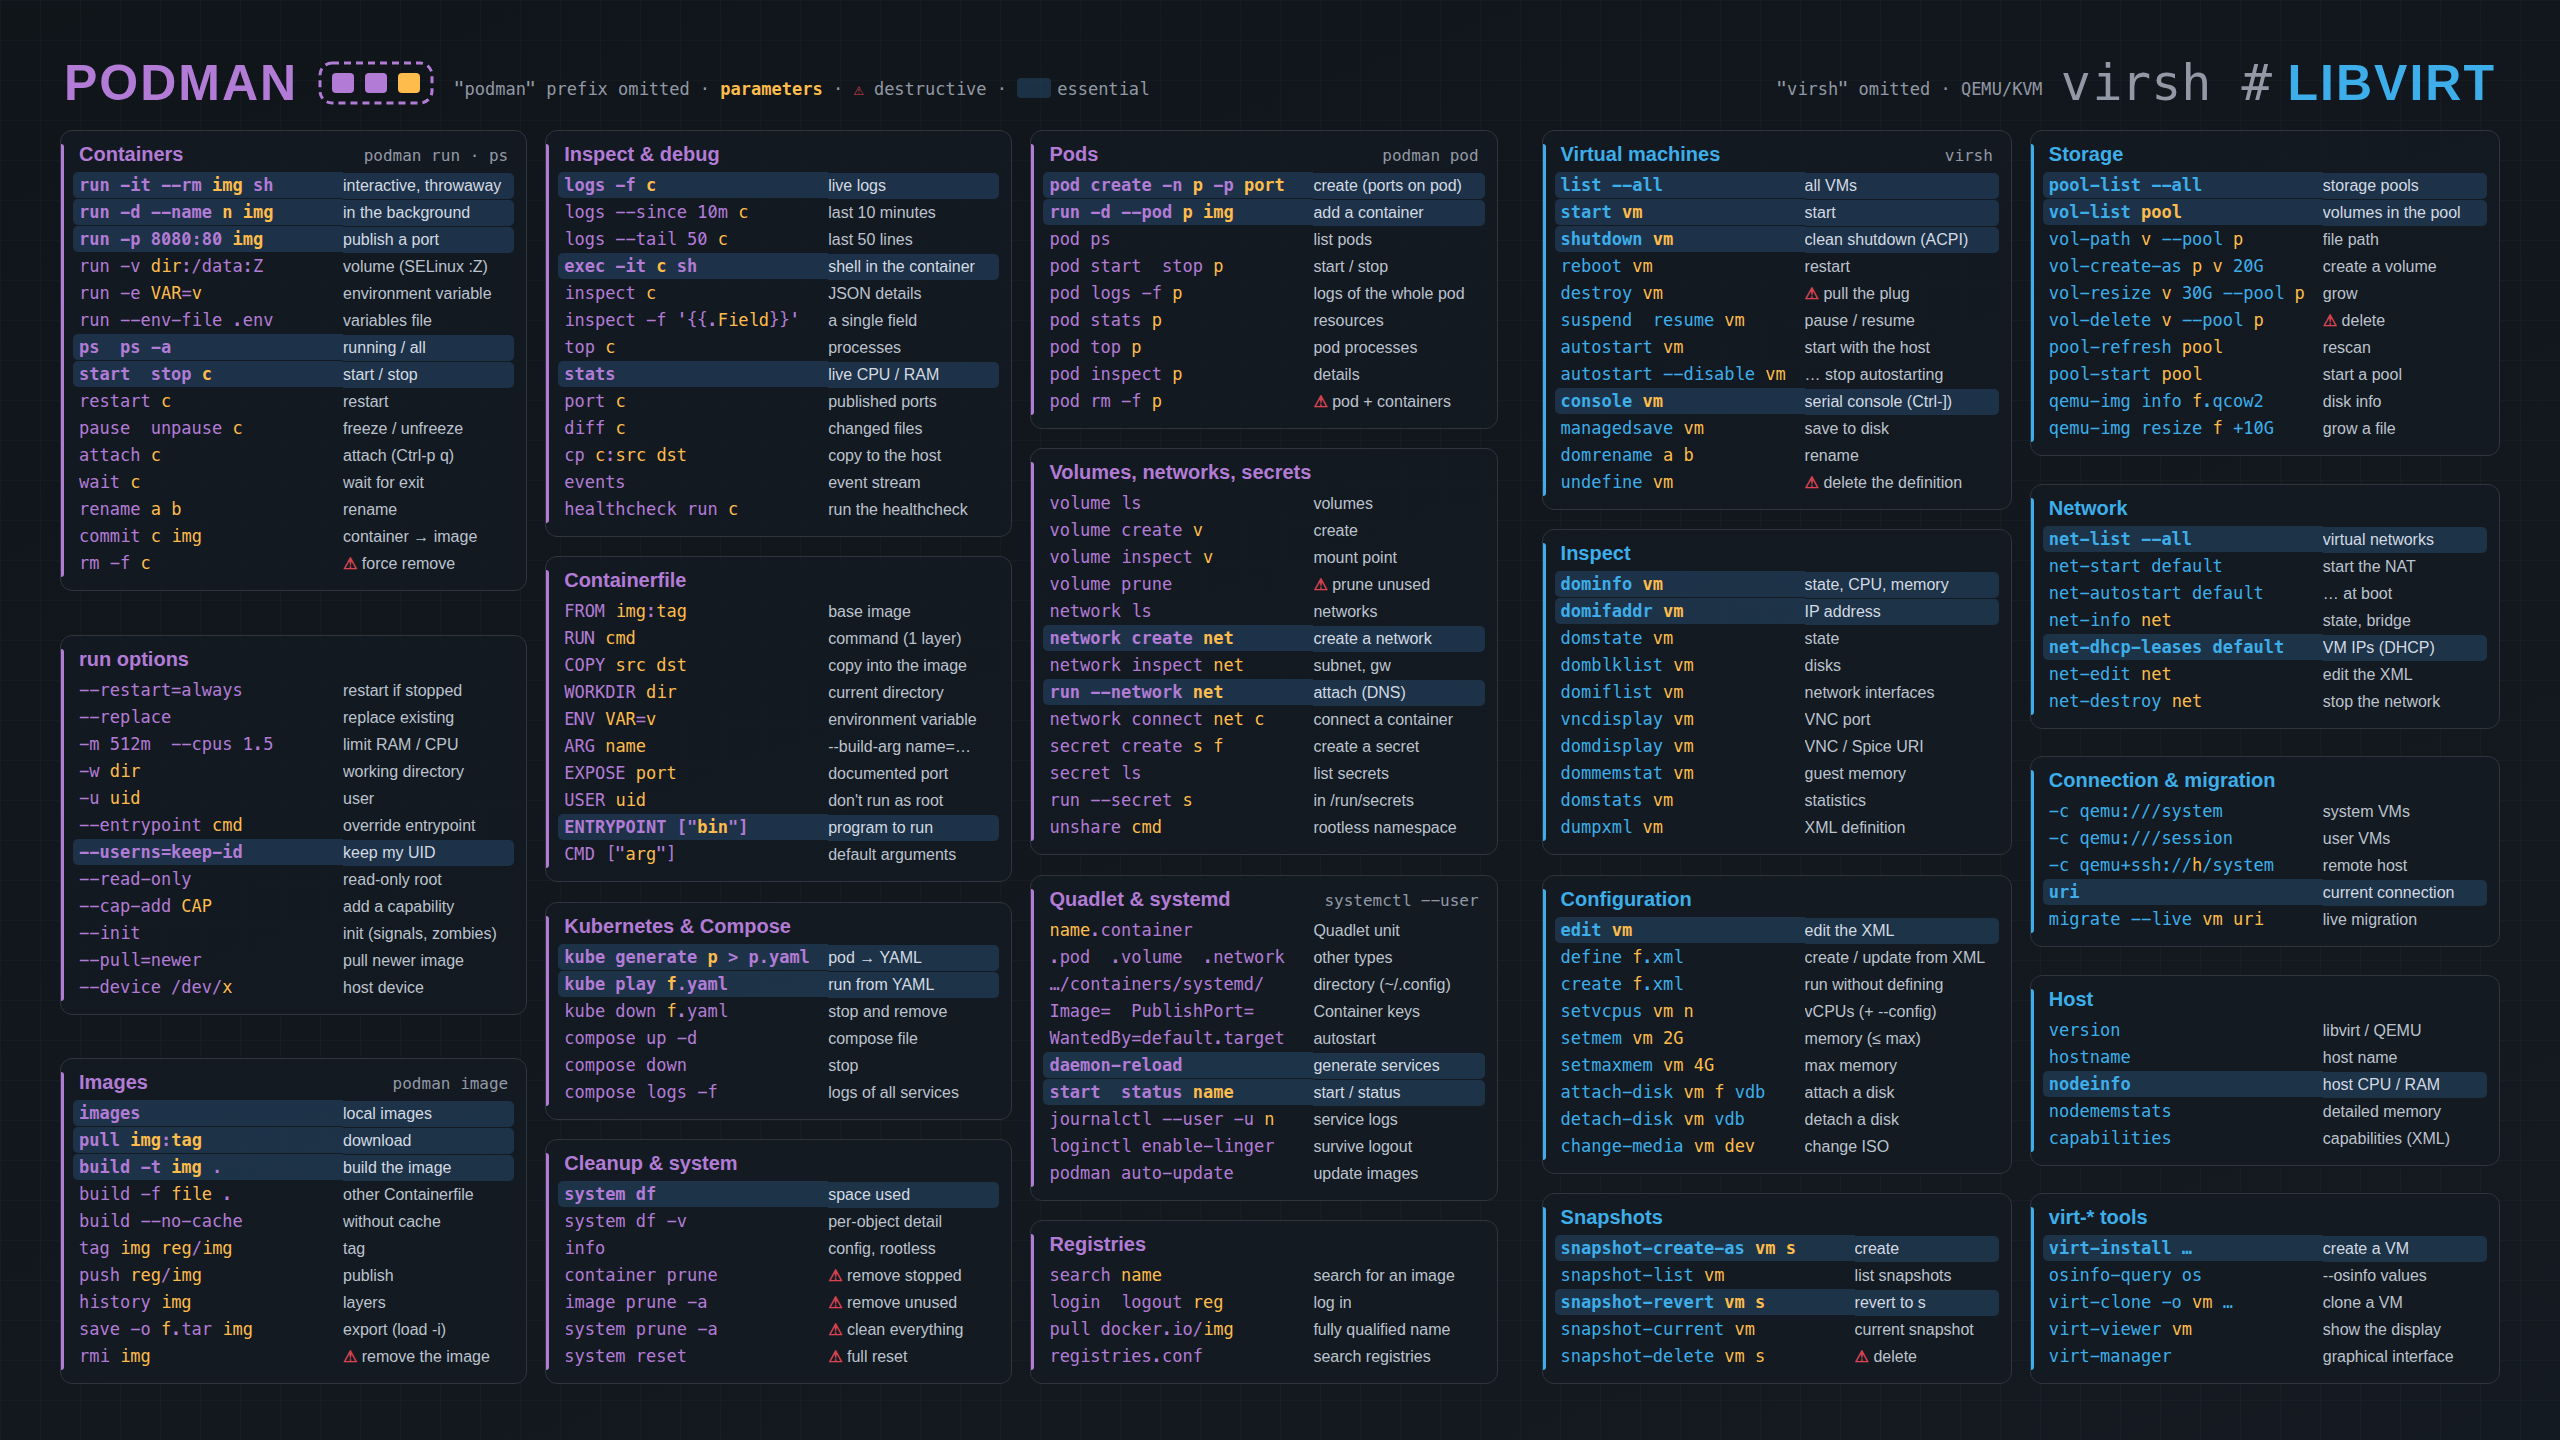 PODMAN "podman" prefix omitted · parameters · ⚠ destructive · essential
"virsh" omitted · QEMU/KVM virsh # LIBVIRT
Containers podman run · ps
run -it --rm img sh interactive, throwaway
run -d --name n img in the background
run -p 8080:80 img publish a port
run -v dir:/data:Z volume (SELinux :Z)
run -e VAR=v environment variable
run --env-file .env variables file
ps ps -a running / all
start stop c start / stop
restart c restart
pause unpause c freeze / unfreeze
attach c attach (Ctrl-p q)
wait c wait for exit
rename a b rename
commit c img container → image
rm -f c ⚠ force remove
run options
--restart=always restart if stopped
--replace replace existing
-m 512m --cpus 1.5 limit RAM / CPU
-w dir working directory
-u uid user
--entrypoint cmd override entrypoint
--userns=keep-id keep my UID
--read-only read-only root
--cap-add CAP add a capability
--init init (signals, zombies)
--pull=newer pull newer image
--device /dev/x host device
Images podman image
images local images
pull img:tag download
build -t img . build the image
build -f file . other Containerfile
build --no-cache without cache
tag img reg/img tag
push reg/img publish
history img layers
save -o f.tar img export (load -i)
rmi img ⚠ remove the image
Inspect & debug
logs -f c live logs
logs --since 10m c last 10 minutes
logs --tail 50 c last 50 lines
exec -it c sh shell in the container
inspect c JSON details
inspect -f '{{.Field}}' a single field
top c processes
stats live CPU / RAM
port c published ports
diff c changed files
cp c:src dst copy to the host
events event stream
healthcheck run c run the healthcheck
Containerfile
FROM img:tag base image
RUN cmd command (1 layer)
COPY src dst copy into the image
WORKDIR dir current directory
ENV VAR=v environment variable
ARG name --build-arg name=…
EXPOSE port documented port
USER uid don't run as root
ENTRYPOINT ["bin"] program to run
CMD ["arg"] default arguments
Kubernetes & Compose
kube generate p > p.yaml pod → YAML
kube play f.yaml run from YAML
kube down f.yaml stop and remove
compose up -d compose file
compose down stop
compose logs -f logs of all services
Cleanup & system
system df space used
system df -v per-object detail
info config, rootless
container prune ⚠ remove stopped
image prune -a ⚠ remove unused
system prune -a ⚠ clean everything
system reset ⚠ full reset
Pods podman pod
pod create -n p -p port create (ports on pod)
run -d --pod p img add a container
pod ps list pods
pod start stop p start / stop
pod logs -f p logs of the whole pod
pod stats p resources
pod top p pod processes
pod inspect p details
pod rm -f p ⚠ pod + containers
Volumes, networks, secrets
volume ls volumes
volume create v create
volume inspect v mount point
volume prune ⚠ prune unused
network ls networks
network create net create a network
network inspect net subnet, gw
run --network net attach (DNS)
network connect net c connect a container
secret create s f create a secret
secret ls list secrets
run --secret s in /run/secrets
unshare cmd rootless namespace
Quadlet & systemd systemctl --user
name.container Quadlet unit
.pod .volume .network other types
…/containers/systemd/ directory (~/.config)
Image= PublishPort= Container keys
WantedBy=default.target autostart
daemon-reload generate services
start status name start / status
journalctl --user -u n service logs
loginctl enable-linger survive logout
podman auto-update update images
Registries
search name search for an image
login logout reg log in
pull docker.io/img fully qualified name
registries.conf search registries
Virtual machines virsh
list --all all VMs
start vm start
shutdown vm clean shutdown (ACPI)
reboot vm restart
destroy vm ⚠ pull the plug
suspend resume vm pause / resume
autostart vm start with the host
autostart --disable vm … stop autostarting
console vm serial console (Ctrl-])
managedsave vm save to disk
domrename a b rename
undefine vm ⚠ delete the definition
Inspect
dominfo vm state, CPU, memory
domifaddr vm IP address
domstate vm state
domblklist vm disks
domiflist vm network interfaces
vncdisplay vm VNC port
domdisplay vm VNC / Spice URI
dommemstat vm guest memory
domstats vm statistics
dumpxml vm XML definition
Configuration
edit vm edit the XML
define f.xml create / update from XML
create f.xml run without defining
setvcpus vm n vCPUs (+ --config)
setmem vm 2G memory (≤ max)
setmaxmem vm 4G max memory
attach-disk vm f vdb attach a disk
detach-disk vm vdb detach a disk
change-media vm dev change ISO
Snapshots
snapshot-create-as vm s create
snapshot-list vm list snapshots
snapshot-revert vm s revert to s
snapshot-current vm current snapshot
snapshot-delete vm s ⚠ delete
Storage
pool-list --all storage pools
vol-list pool volumes in the pool
vol-path v --pool p file path
vol-create-as p v 20G create a volume
vol-resize v 30G --pool p grow
vol-delete v --pool p ⚠ delete
pool-refresh pool rescan
pool-start pool start a pool
qemu-img info f.qcow2 disk info
qemu-img resize f +10G grow a file
Network
net-list --all virtual networks
net-start default start the NAT
net-autostart default … at boot
net-info net state, bridge
net-dhcp-leases default VM IPs (DHCP)
net-edit net edit the XML
net-destroy net stop the network
Connection & migration
-c qemu:///system system VMs
-c qemu:///session user VMs
-c qemu+ssh://h/system remote host
uri current connection
migrate --live vm uri live migration
Host
version libvirt / QEMU
hostname host name
nodeinfo host CPU / RAM
nodememstats detailed memory
capabilities capabilities (XML)
virt-* tools
virt-install … create a VM
osinfo-query os --osinfo values
virt-clone -o vm … clone a VM
virt-viewer vm show the display
virt-manager graphical interface